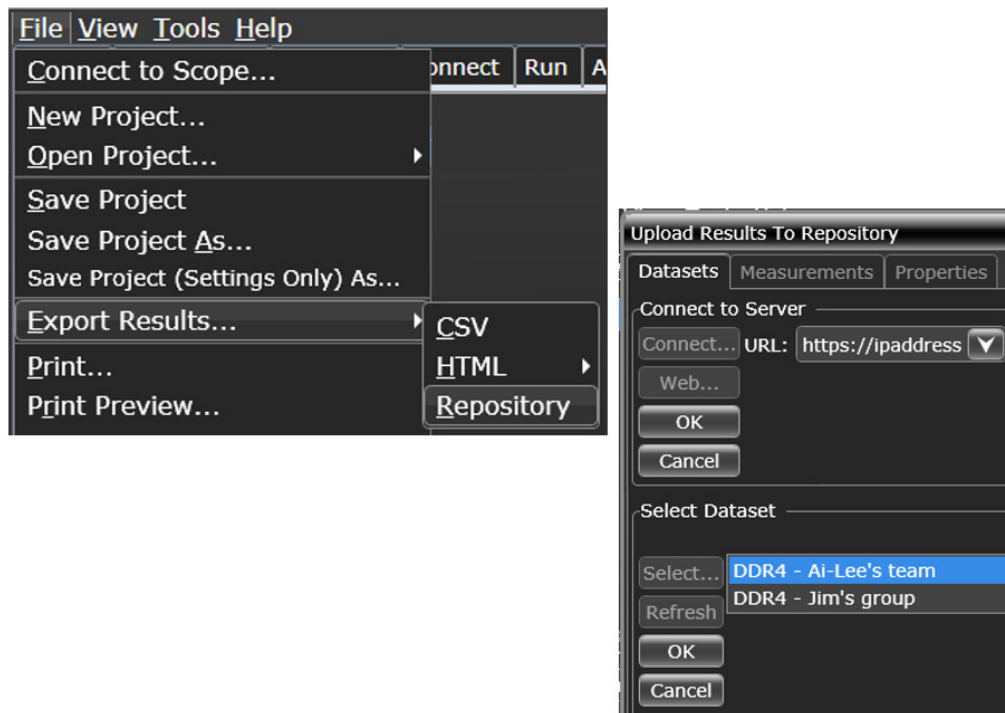 File View Tools Help
Connect to Scope...
onnect Run A
New Project...
Open Project...
Save Project
Save Project As...
Save Project (Settings Only) As...
Export Results...
CSV
Print...
HTML
Print Preview...
Repository
Upload Results To Repository
Datasets Measurements Properties
Connect to Server
Connect... URL: https://ipaddress
Web...
OK
Cancel
Select Dataset
Select... DDR4 - Ai-Lee's team
DDR4 - Jim's group
Refresh
OK
Cancel